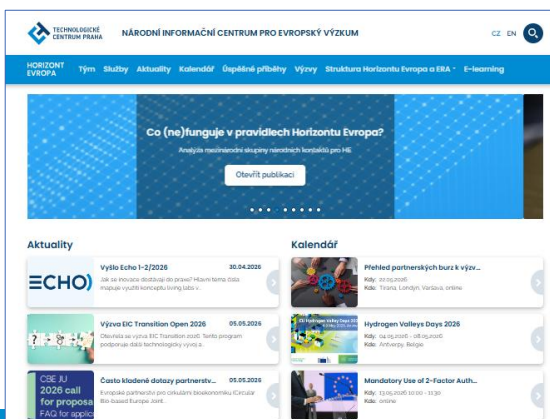 TECHNOLOGICKÉ
CENTRUM PRAHA
NÁRODNÍ INFORMAČNÍ CENTRUM PRO EVROPSKÝ VÝZKUM
CZ EN
HORIZONT
EVROPA
Tým Služby Aktuality Kalendář Úspěšné příběhy Výzvy Struktura Horizontu Evropa a ERA E-learning
Co (ne)funguje v pravidlech Horizontu Evropa?
Analýza mezinárodní skupiny národních kontaktů pro HE
Otevřít publikaci
Aktuality
ECHO
Vyšlo Echo 1-2/2026 30.04.2026
Jak se inovace dostávají do praxe? Hlavní téma čísla
mapuje využití konceptu living labs v...
Výzva EIC Transition Open 2026 05.05.2026
Otevřela se výzva EIC Transition 2026. Tento program
podporuje další technologický vývoj a...
CBE JU
2026 call
for proposa
FAQ for applic
Často kladené dotazy partnerstv... 05.05.2026
Evropské partnerství pro cirkulární bioekonomiku (Circular
Bio-based Europe Joint...
Kalendář
Přehled partnerských burz k výzv...
Kdy: 22.05.2026
Kde: Tirana, Londýn, Varšava, online
Hydrogen Valleys Days 2026
Kdy: 04.05.2026 - 08.05.2026
Kde: Antverpy, Belgie
Mandatory Use of 2-Factor Auth...
Kdy: 13.05.2026 10:00 - 11:30
Kde: online